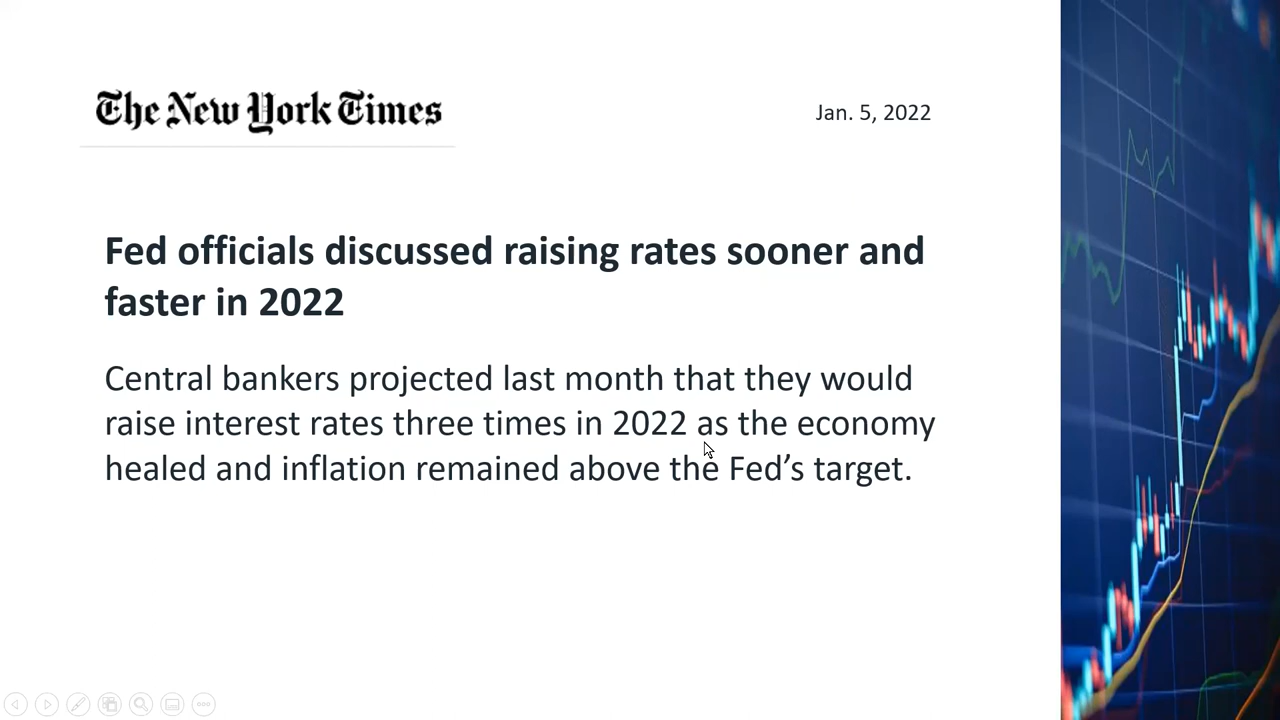 The New York Times
Jan. 5, 2022
Fed officials discussed raising rates sooner and
faster in 2022
Central bankers projected last month that they would
raise interest rates three times in 2022 as the economy
healed and inflation remained above the Fed’s target.